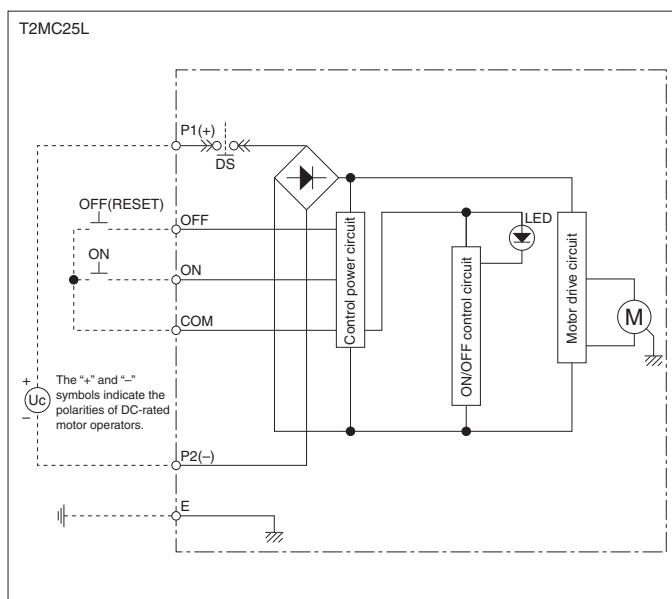 T2MC25L
P1(+)
DS
OFF(RESET)
OFF
ON
ON
COM
Control power circuit
ON/OFF control circuit
LED
Motor drive circuit
M
+
Uc
–
The “+” and “–”
symbols indicate the
polarities of DC-rated
motor operators.
P2(–)
E